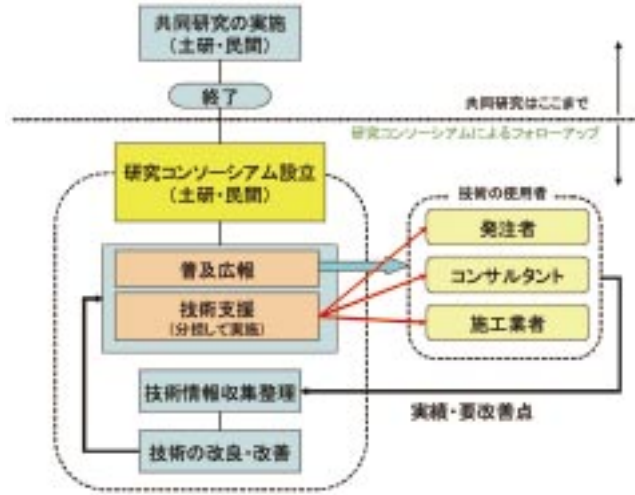 共同研究の実施
(土研・民間)
終了
共同研究はここまで
研究コンソーシアムによるフォローアップ
研究コンソーシアム設立
(土研・民間)
技術の使用者
発注者
普及広報
コンサルタント
技術支援
(分担して実施)
施工業者
技術情報収集整理
実績・要改善点
技術の改良・改善